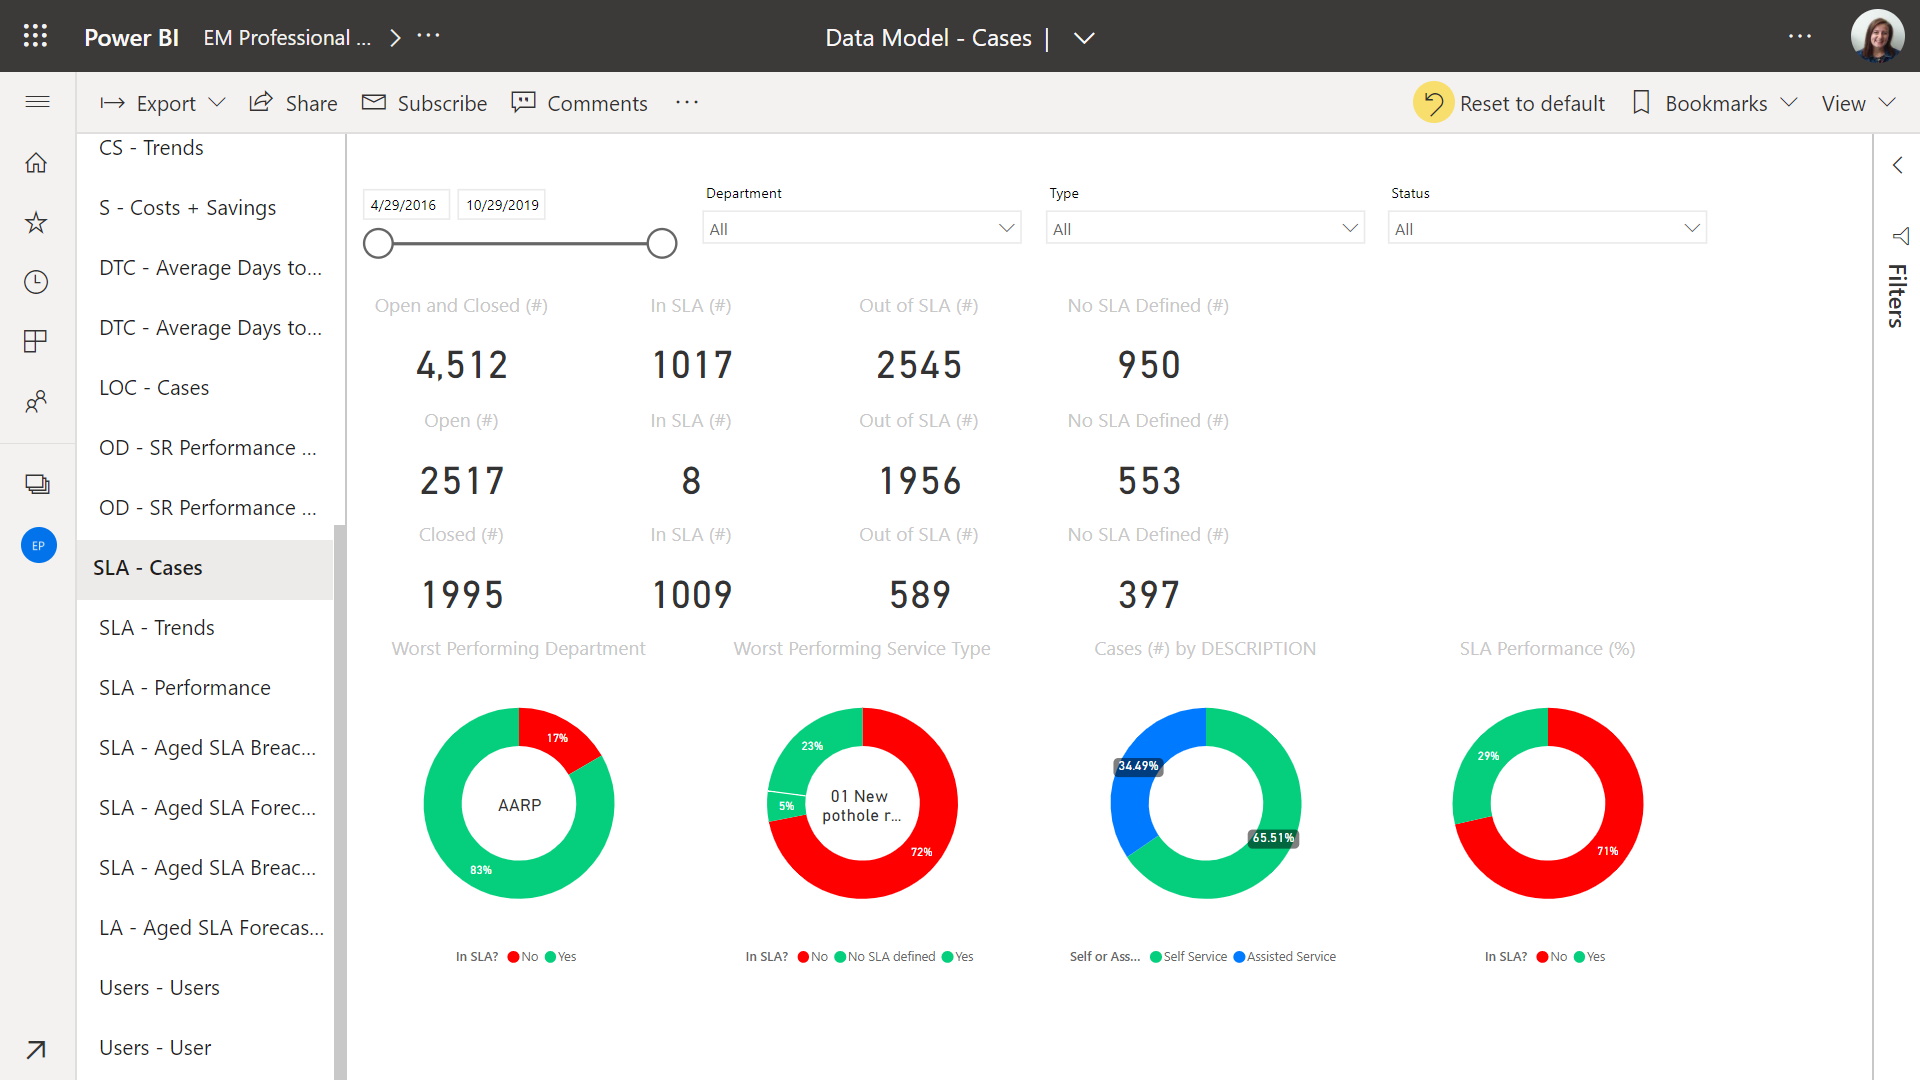 Power BI EM Professional ... ...
Data Model - Cases |
...
Export Share Subscribe Comments ...
Reset to default Bookmarks View
CS - Trends
S - Costs + Savings
DTC - Average Days to...
DTC - Average Days to...
LOC - Cases
OD - SR Performance ...
OD - SR Performance ...
EP
SLA - Cases
SLA - Trends
SLA - Performance
SLA - Aged SLA Breac...
SLA - Aged SLA Forec...
SLA - Aged SLA Breac...
LA - Aged SLA Forecas...
Users - Users
Users - User
4/29/2016 10/29/2019
Department
All
Type
All
Status
All
Filters
Open and Closed (#) In SLA (#) Out of SLA (#) No SLA Defined (#)
4,512 1017 2545 950
Open (#) In SLA (#) Out of SLA (#) No SLA Defined (#)
2517 8 1956 553
Closed (#) In SLA (#) Out of SLA (#) No SLA Defined (#)
1995 1009 589 397
Worst Performing Department
17%
AARP
83%
In SLA? No Yes
Worst Performing Service Type
23%
5%
01 New
pothole r...
72%
In SLA? No No SLA defined Yes
Cases (#) by DESCRIPTION
34.49%
65.51%
Self or Ass... Self Service Assisted Service
SLA Performance (%)
29%
71%
In SLA? No Yes